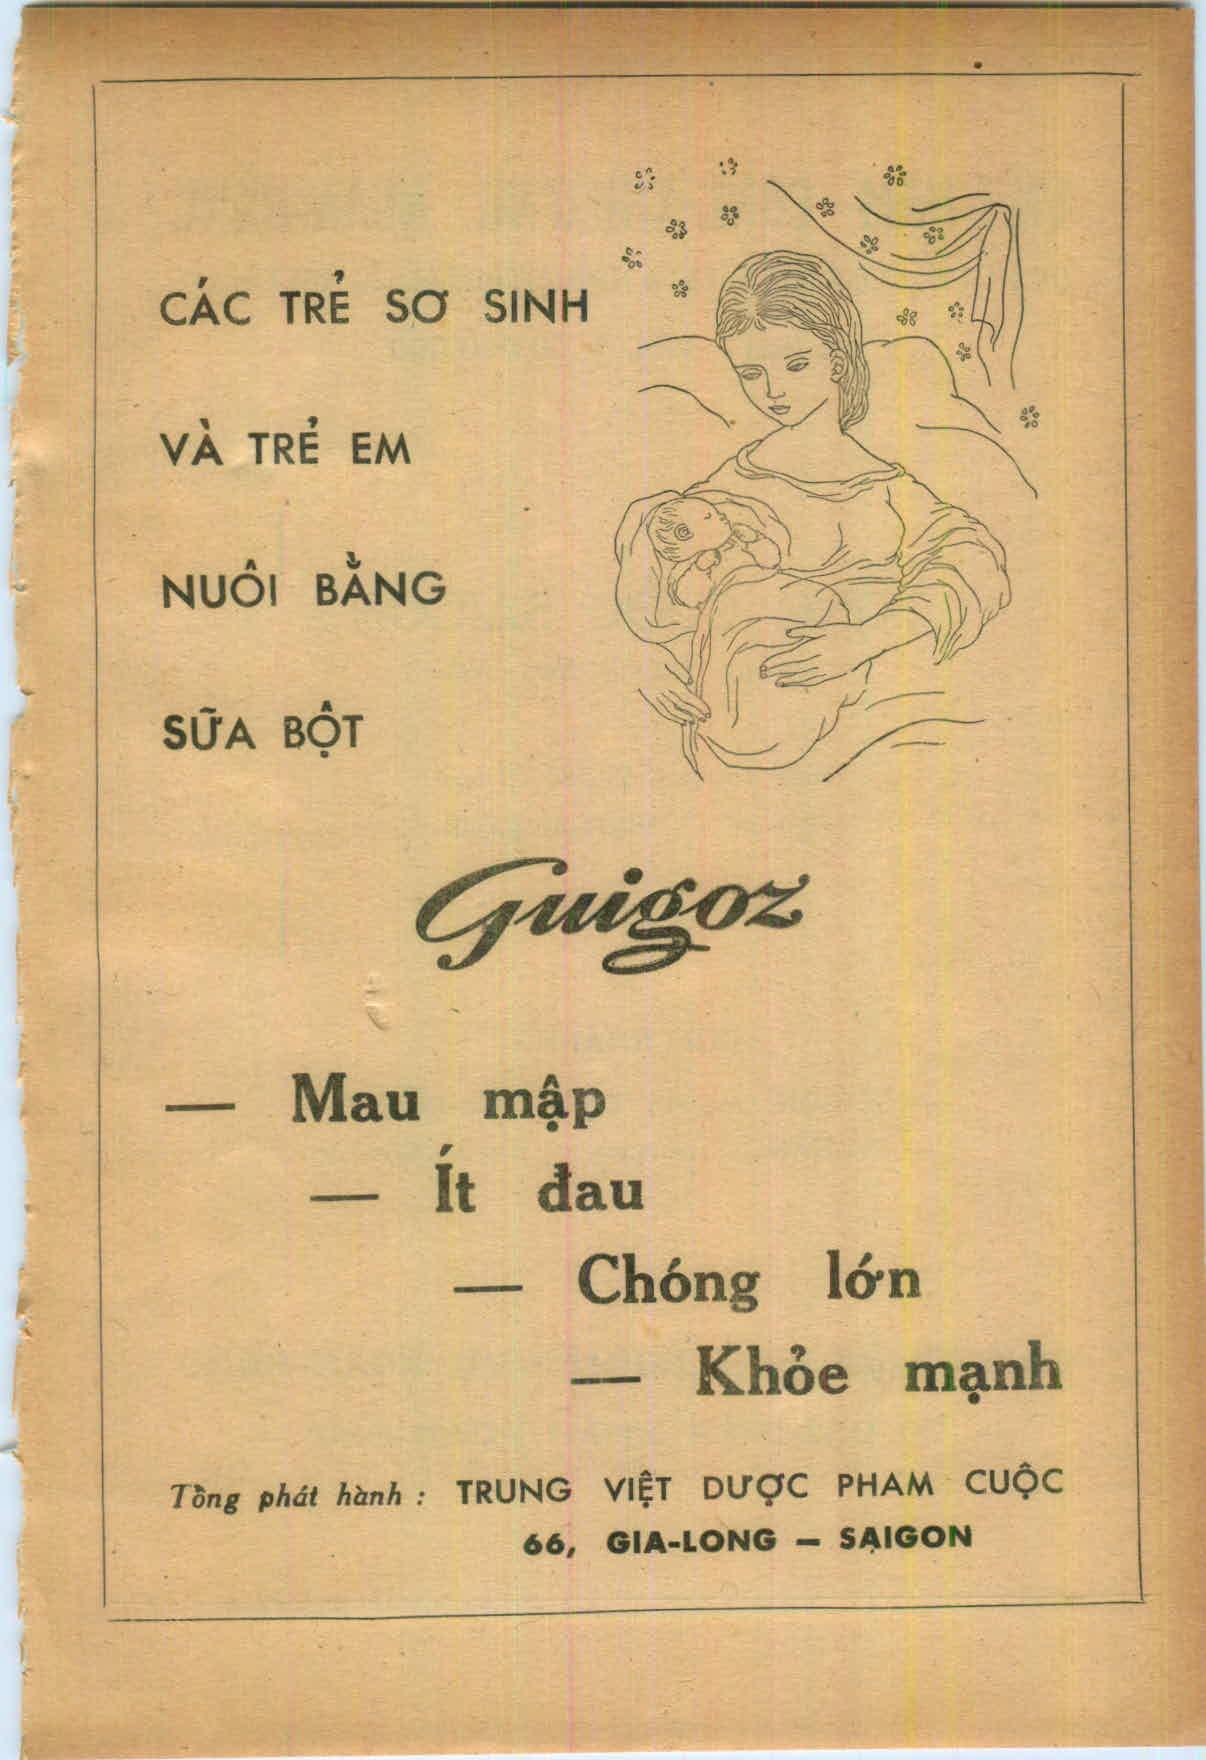 CÁC TRẺ SƠ SINH
VÀ TRẺ EM
NUÔI BẰNG
SỮA BỘT
Guigoz
— Mau mập
— Ít đau
— Chóng lớn
— Khỏe mạnh
Tổng phát hành : TRUNG VIỆT DƯỢC PHAM CUỘC
66, GIA-LONG — SAIGON